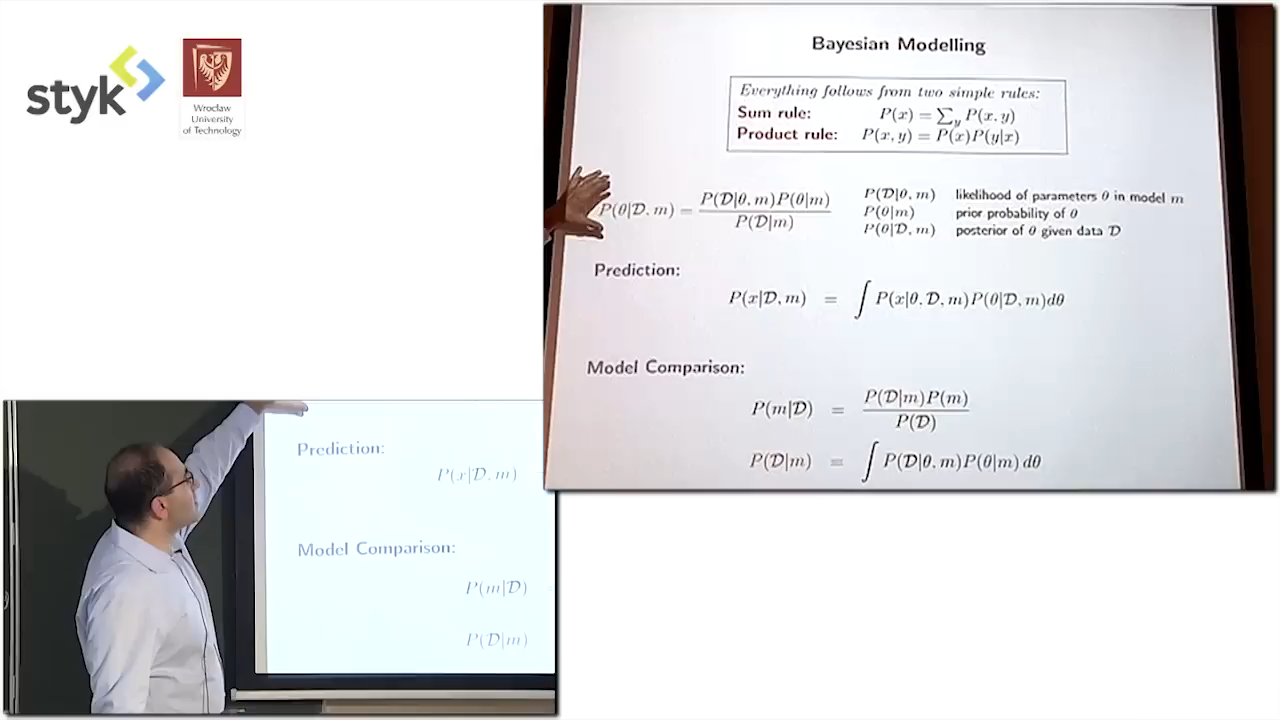 styk
Wrocław
University
of Technology
Bayesian Modelling
Everything follows from two simple rules:
Sum rule: P(x) = ∑_y P(x, y)
Product rule: P(x, y) = P(x)P(y|x)
P(θ|D, m) = P(D|θ, m)P(θ|m) / P(D|m)
P(D|θ, m) likelihood of parameters θ in model m
P(θ|m) prior probability of θ
P(θ|D, m) posterior of θ given data D
Prediction:
P(x|D, m) = ∫ P(x|θ, D, m)P(θ|D, m)dθ
Model Comparison:
P(m|D) = P(D|m)P(m) / P(D)
P(D|m) = ∫ P(D|θ, m)P(θ|m) dθ
Prediction:
P(x|D, m)
Model Comparison:
P(m|D)
P(D|m)